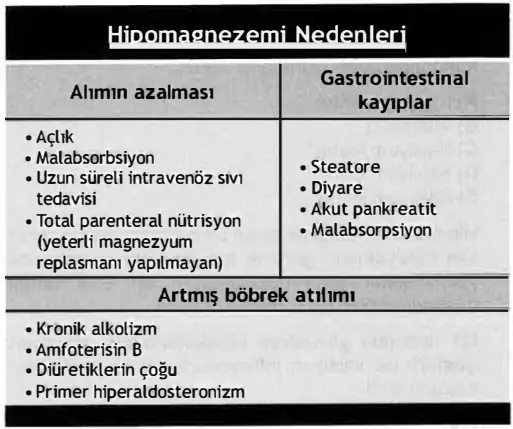 Hipomagnezemi Nedenleri
Alımın azalması
• Açlık
• Malabsorbsiyon
• Uzun süreli intravenöz sıvı
tedavisi
• Total parenteral nütrisyon
(yeterli magnezyum
replasmanı yapılmayan)
Gastrointestinal
kayıplar
• Steatore
• Diyare
• Akut pankreatit
• Malabsorpsiyon
Artmış böbrek atılımı
• Kronik alkolizm
• Amfoterisin B
• Diüretiklerin çoğu
• Primer hiperaldosteronizm